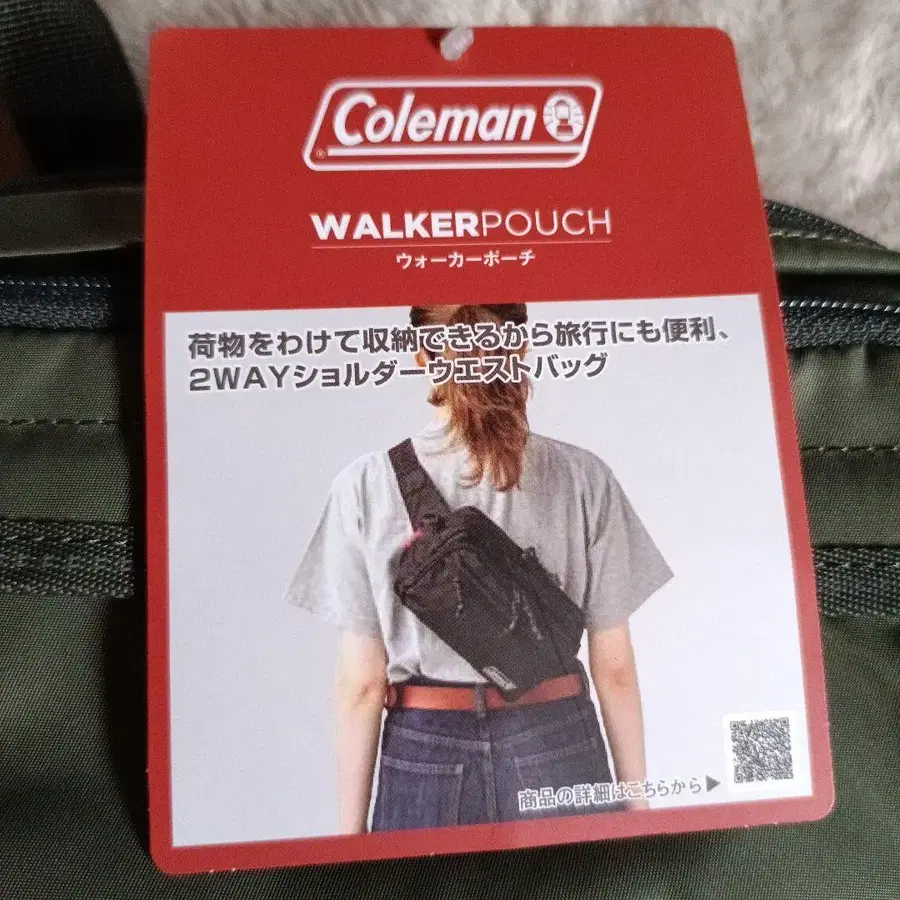 Coleman
WALKERPOUCH
ウォーカーポーチ
荷物をわけて収納できるから旅行にも便利、
2WAYショルダーウエストバッグ
商品の詳細はこちらから▶